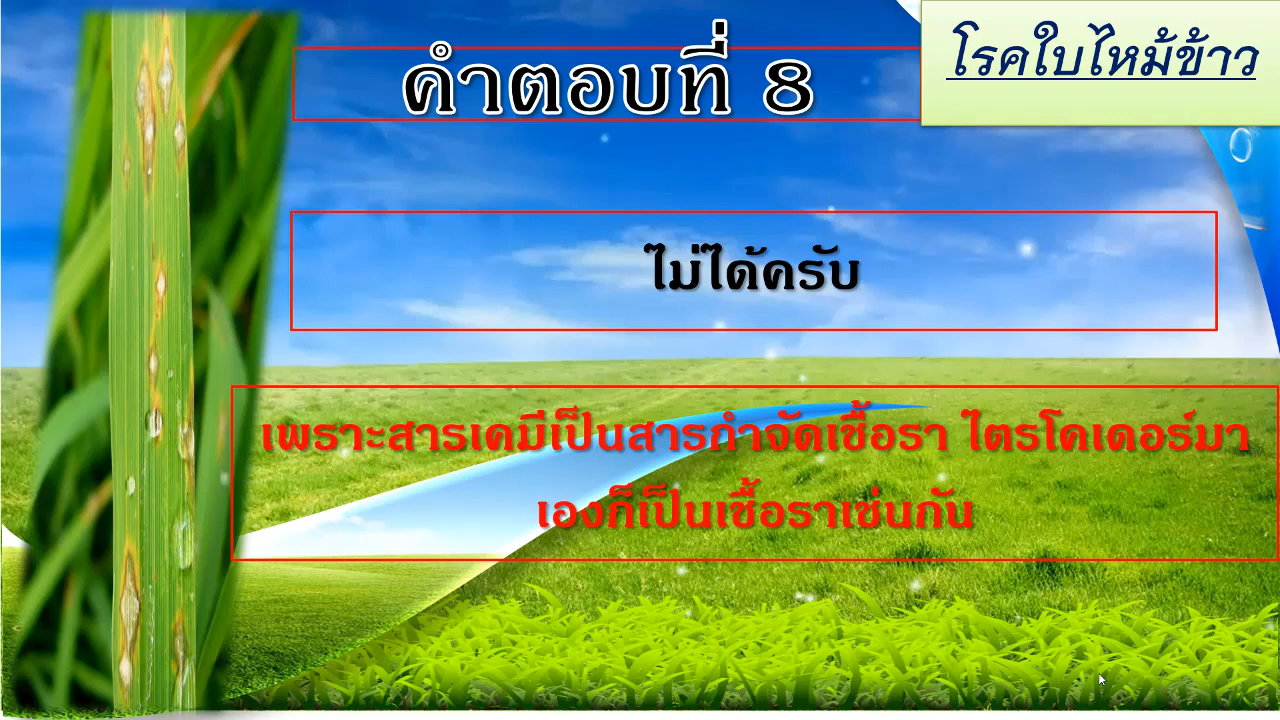 โรคใบไหม้ข้าว
คำตอบที่ 8
ไม่ได้ครับ
เพราะสารเคมีเป็นสารกำจัดเชื้อรา ไตรโคเดอร์มา
เองก็เป็นเชื้อราเช่นกัน